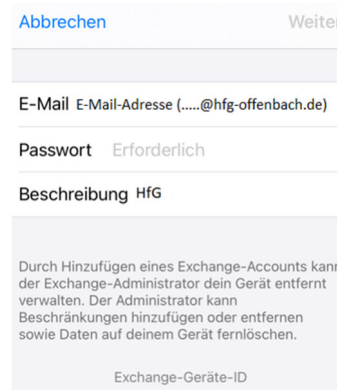 Abbrechen Weiter
E-Mail E-Mail-Adresse (.....@hfg-offenbach.de)
Passwort Erforderlich
Beschreibung HfG
Durch Hinzufügen eines Exchange-Accounts kann
der Exchange-Administrator dein Gerät entfernt
verwalten. Der Administrator kann
Beschränkungen hinzufügen oder entfernen
sowie Daten auf deinem Gerät fernlöschen.
Exchange-Geräte-ID